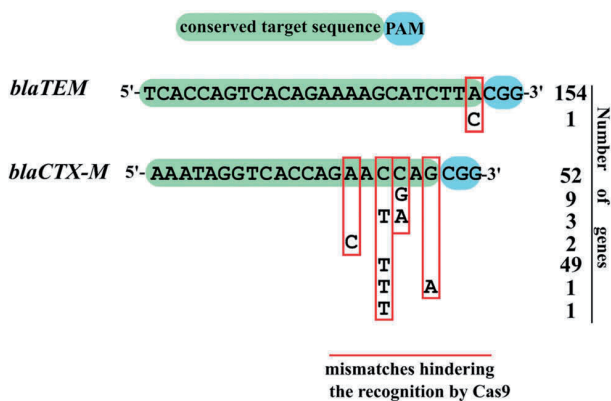 conserved target sequence PAM
blaTEM 5'-TCACCAGTCACAGAAAAGCATCTTACGG-3' 154
C 1
blaCTX-M 5'-AAATAGGTCACCAGAACCAGCGG-3' 52
G 9
T A 3
C 2
T 49
T A 1
T 1
Number of genes
mismatches hindering
the recognition by Cas9